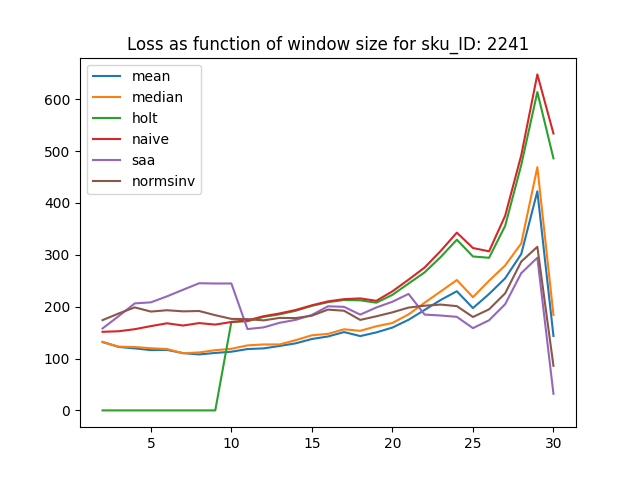 Loss as function of window size for sku_ID: 2241
mean
median
holt
naive
saa
normsinv
600
500
400
300
200
100
0
5 10 15 20 25 30